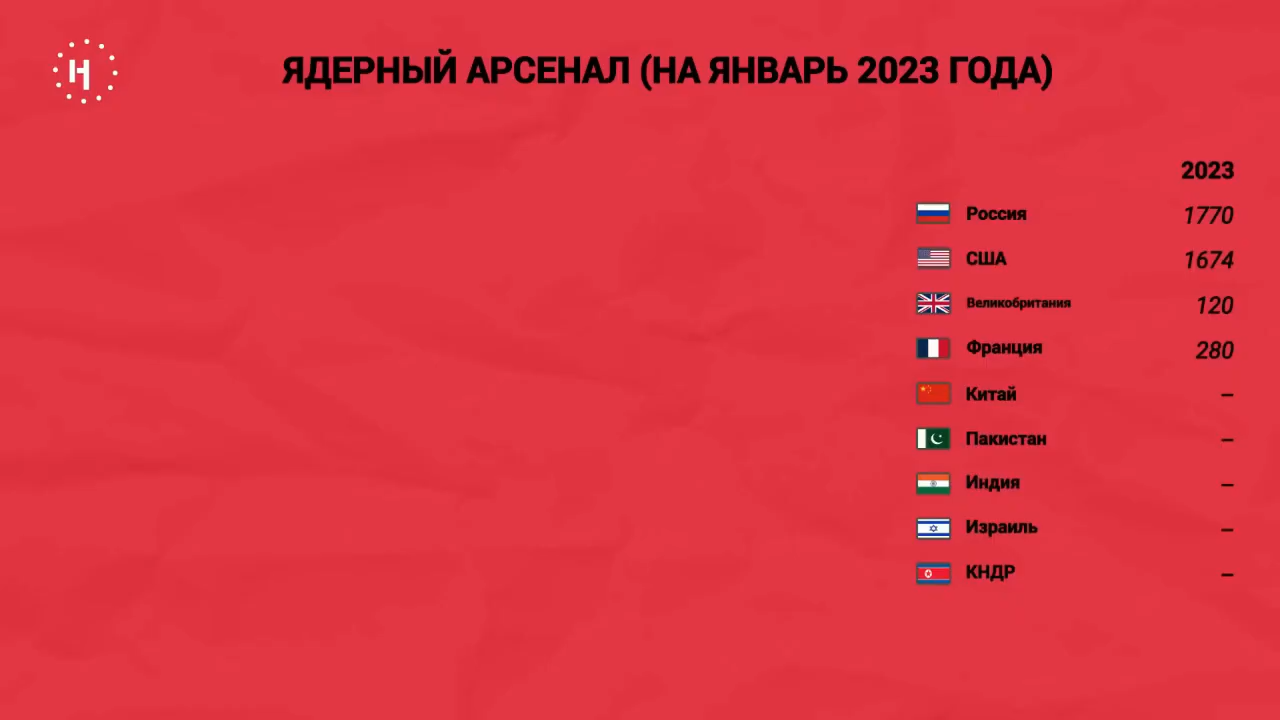 H
ЯДЕРНЫЙ АРСЕНАЛ (НА ЯНВАРЬ 2023 ГОДА)
2023
Россия 1770
США 1674
Великобритания 120
Франция 280
Китай –
Пакистан –
Индия –
Израиль –
КНДР –